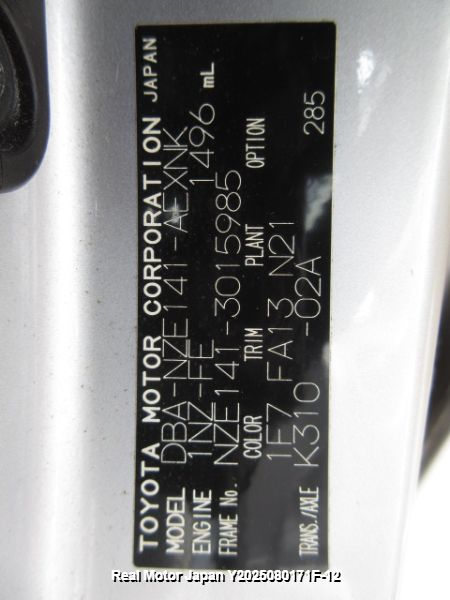 TOYOTA MOTOR CORPORATION JAPAN
MODEL DBA-NZE141-AEXNK
ENGINE 1NZ-FE 1496 mL
FRAME No. NZE141-3015985
COLOR TRIM PLANT OPTION
1E7 FA13 N21 285
TRANS./AXLE K310 -02A
Real Motor Japan Y2025080171F-12